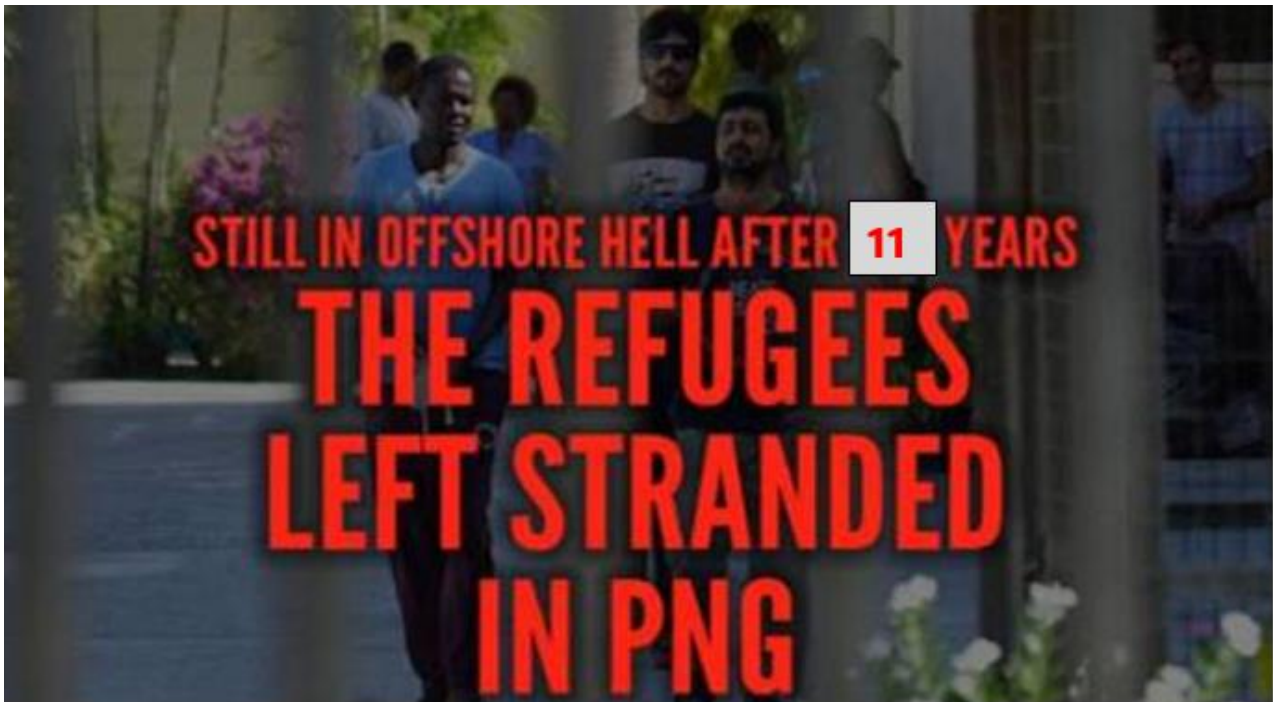 STILL IN OFFSHORE HELL AFTER 11 YEARS
THE REFUGEES
LEFT STRANDED
IN PNG